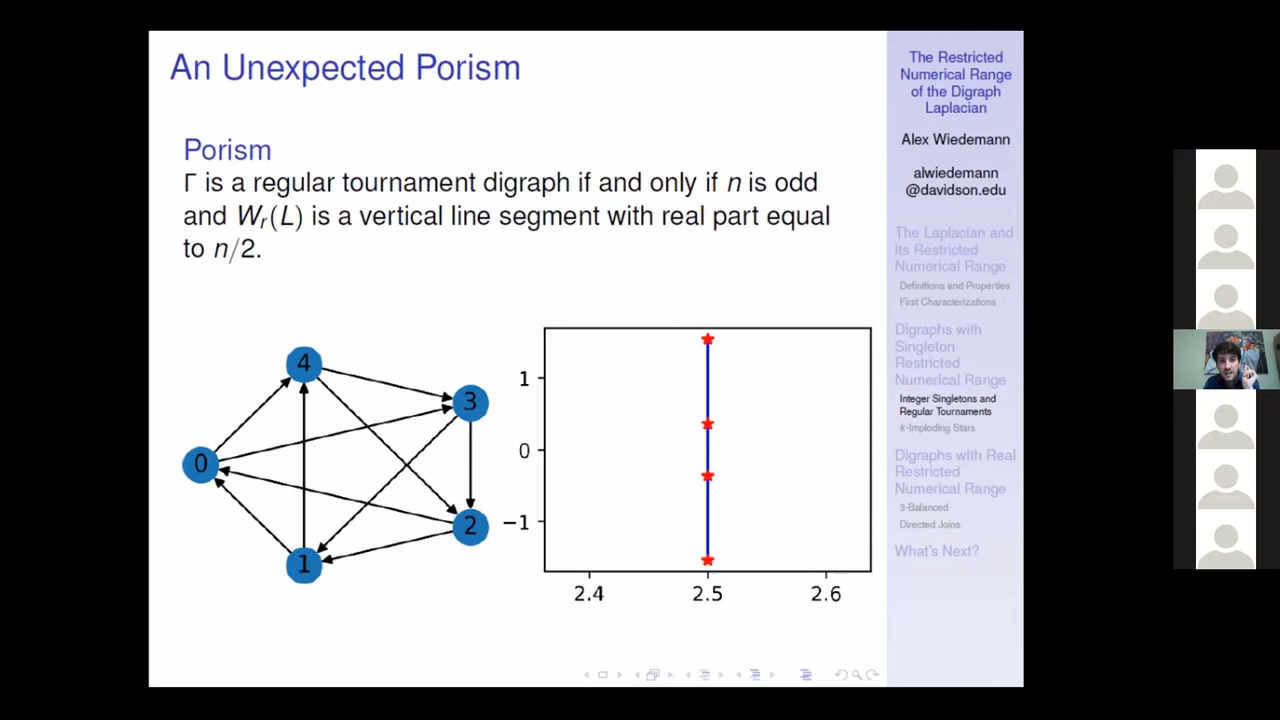 An Unexpected Porism
Porism
Γ is a regular tournament digraph if and only if n is odd
and Wᵣ(L) is a vertical line segment with real part equal
to n/2.
4
3
0
2
1
1
0
−1
2.4
2.5
2.6
The Restricted
Numerical Range
of the Digraph
Laplacian
Alex Wiedemann
alwiedemann
@davidson.edu
The Laplacian and
its Restricted
Numerical Range
Definitions and Properties
First Characterizations
Digraphs with
Singleton
Restricted
Numerical Range
Integer Singletons and
Regular Tournaments
k-Imploding Stars
Digraphs with Real
Restricted
Numerical Range
3-Balanced
Directed Joins
What's Next?